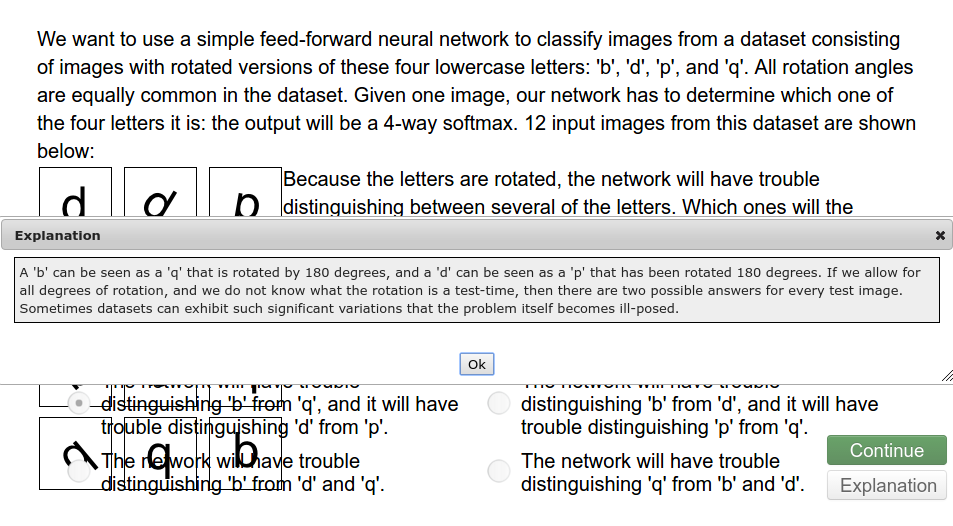 We want to use a simple feed-forward neural network to classify images from a dataset consisting
of images with rotated versions of these four lowercase letters: 'b', 'd', 'p', and 'q'. All rotation angles
are equally common in the dataset. Given one image, our network has to determine which one of
the four letters it is: the output will be a 4-way softmax. 12 input images from this dataset are shown
below:
d d p
Because the letters are rotated, the network will have trouble
distinguishing between several of the letters. Which ones will the
Explanation
A 'b' can be seen as a 'q' that is rotated by 180 degrees, and a 'd' can be seen as a 'p' that has been rotated 180 degrees. If we allow for
all degrees of rotation, and we do not know what the rotation is a test-time, then there are two possible answers for every test image.
Sometimes datasets can exhibit such significant variations that the problem itself becomes ill-posed.
Ok
The network will have trouble
distinguishing 'b' from 'q', and it will have
trouble distinguishing 'd' from 'p'.
The network will have trouble
distinguishing 'b' from 'd', and it will have
trouble distinguishing 'p' from 'q'.
q b
The network will have trouble
distinguishing 'b' from 'd' and 'q'.
The network will have trouble
distinguishing 'q' from 'b' and 'd'.
Continue
Explanation